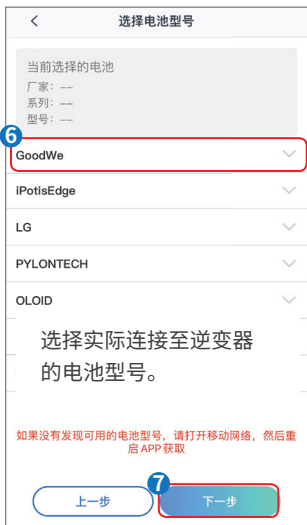 选择电池型号
当前选择的电池
厂家: --
系列: --
型号: --
6
GoodWe
iPotisEdge
LG
PYLONTECH
OLOID
选择实际连接至逆变器
的电池型号。
如果没有发现可用的电池型号，请打开移动网络，然后重
启APP获取
7
上一步
下一步